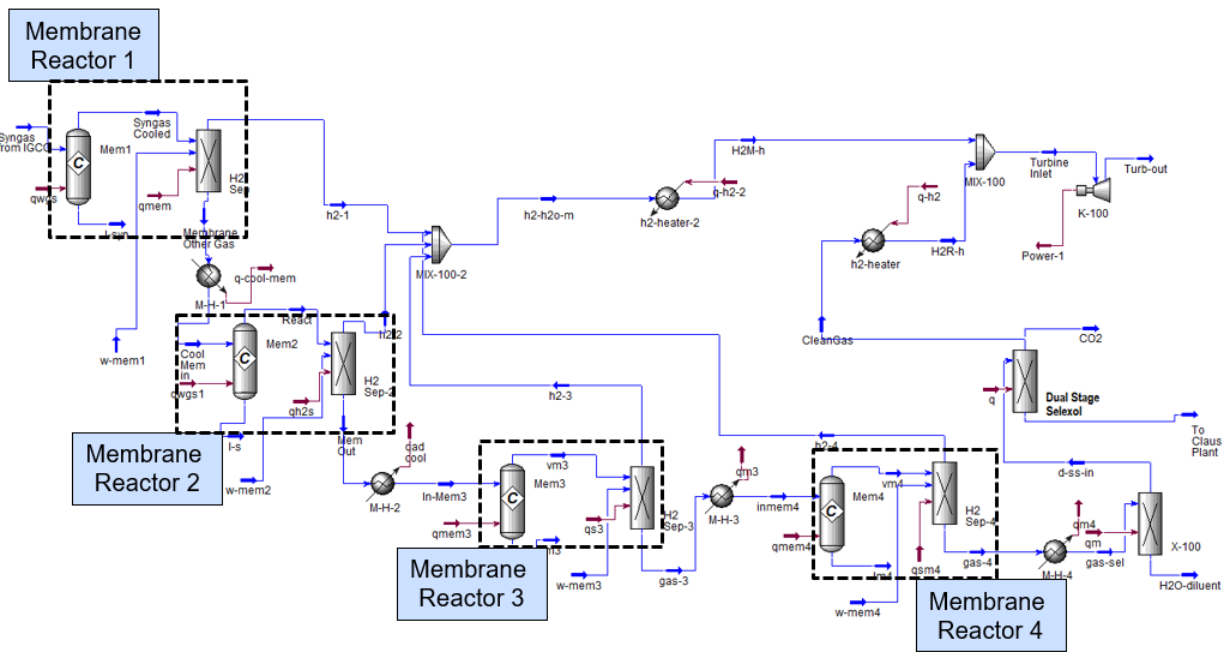 Membrane
Reactor 1
Syngas
from IGCC
Syngas
Cooled
Mem1
C
H2
Sep
qwgs
qmem
l-syn
Membrane
Other Gas
h2-1
q-cool-mem
M-H-1
w-mem1
MIX-100-2
h2-h2o-m
h2-heater-2
q-h2-2
H2M-h
q-h2
h2-heater
H2R-h
MIX-100
Turbine
Inlet
Turb-out
K-100
Power-1
React
Mem2
C
Cool
Mem
in
qwgs1
h2-2
H2
Sep-2
qh2s
l-s
w-mem2
Mem
Out
Membrane
Reactor 2
qad
cool
M-H-2
In-Mem3
h2-3
vm3
Mem3
C
H2
Sep-3
qmem3
qs3
w-mem3
gas-3
Membrane
Reactor 3
qm3
M-H-3
inmem4
h2-4
vm4
Mem4
C
H2
Sep-4
qmem4
qsm4
lm4
w-mem4
gas-4
Membrane
Reactor 4
qm4
M-H-4
gas-sel
qm
X-100
H2O-diluent
d-ss-in
CleanGas
CO2
q
Dual Stage
Selexol
To
Claus
Plant